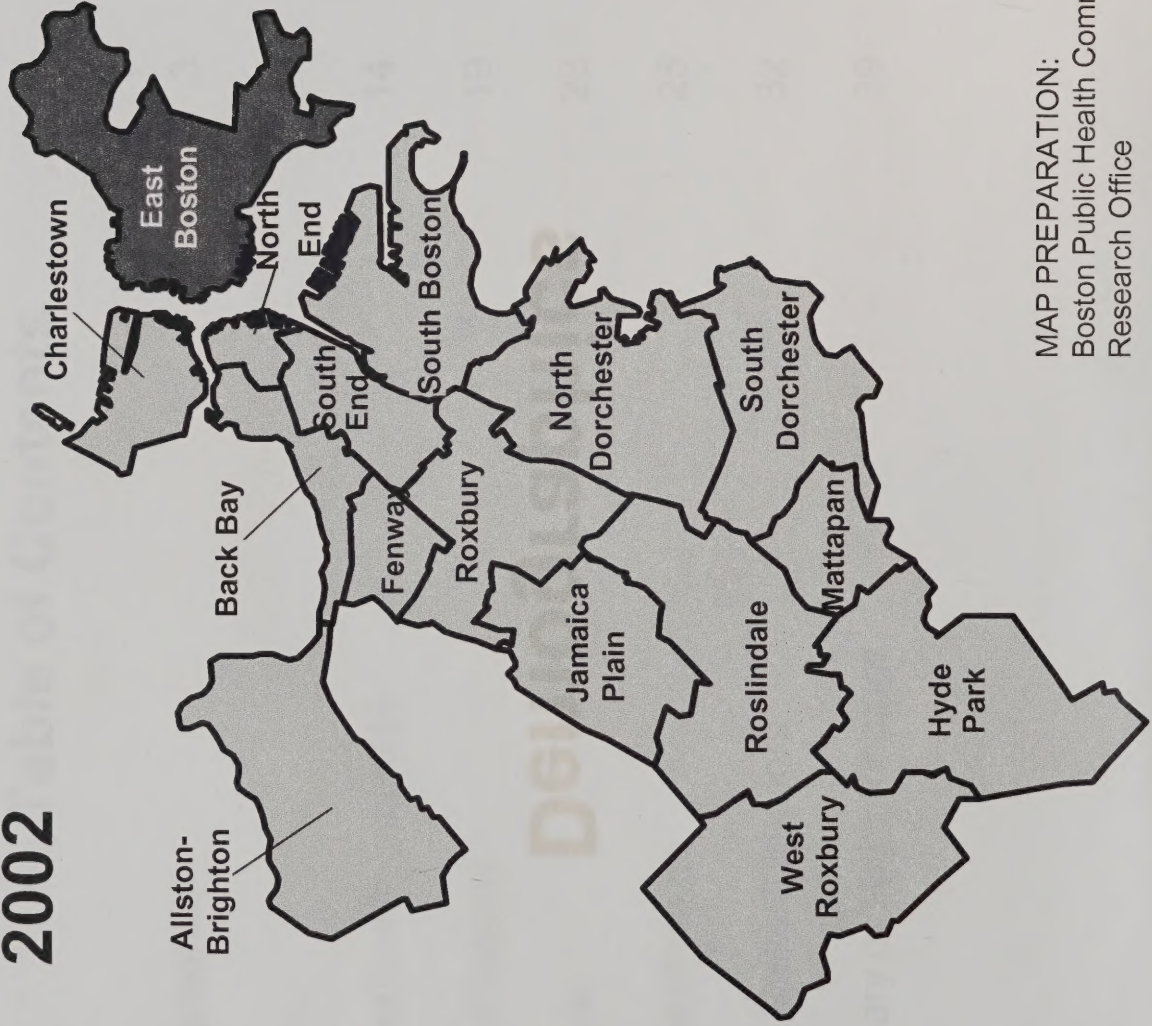 2002
Charlestown
Allston-
Brighton
Back Bay
East
Boston
North
End
South
End
Fenway
South Boston
Roxbury
Jamaica
Plain
North
Dorchester
Roslindale
South
Dorchester
West
Roxbury
Mattapan
Hyde
Park
MAP PREPARATION:
Boston Public Health Comm
Research Office